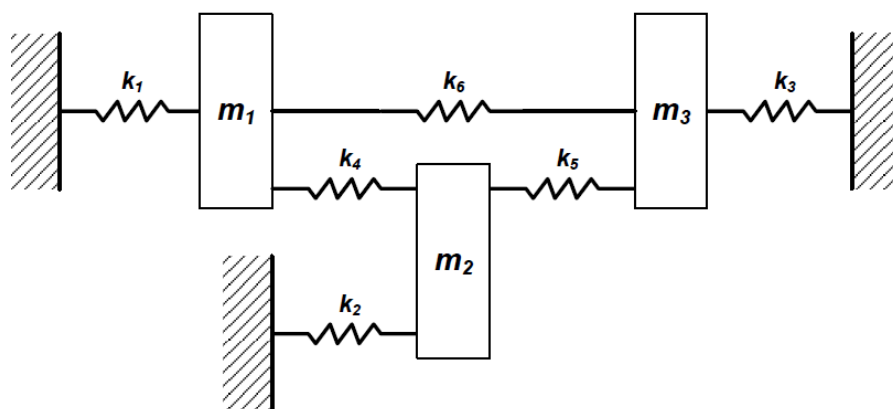 k₁
k₆
k₃
m₁
m₃
k₄
k₅
m₂
k₂